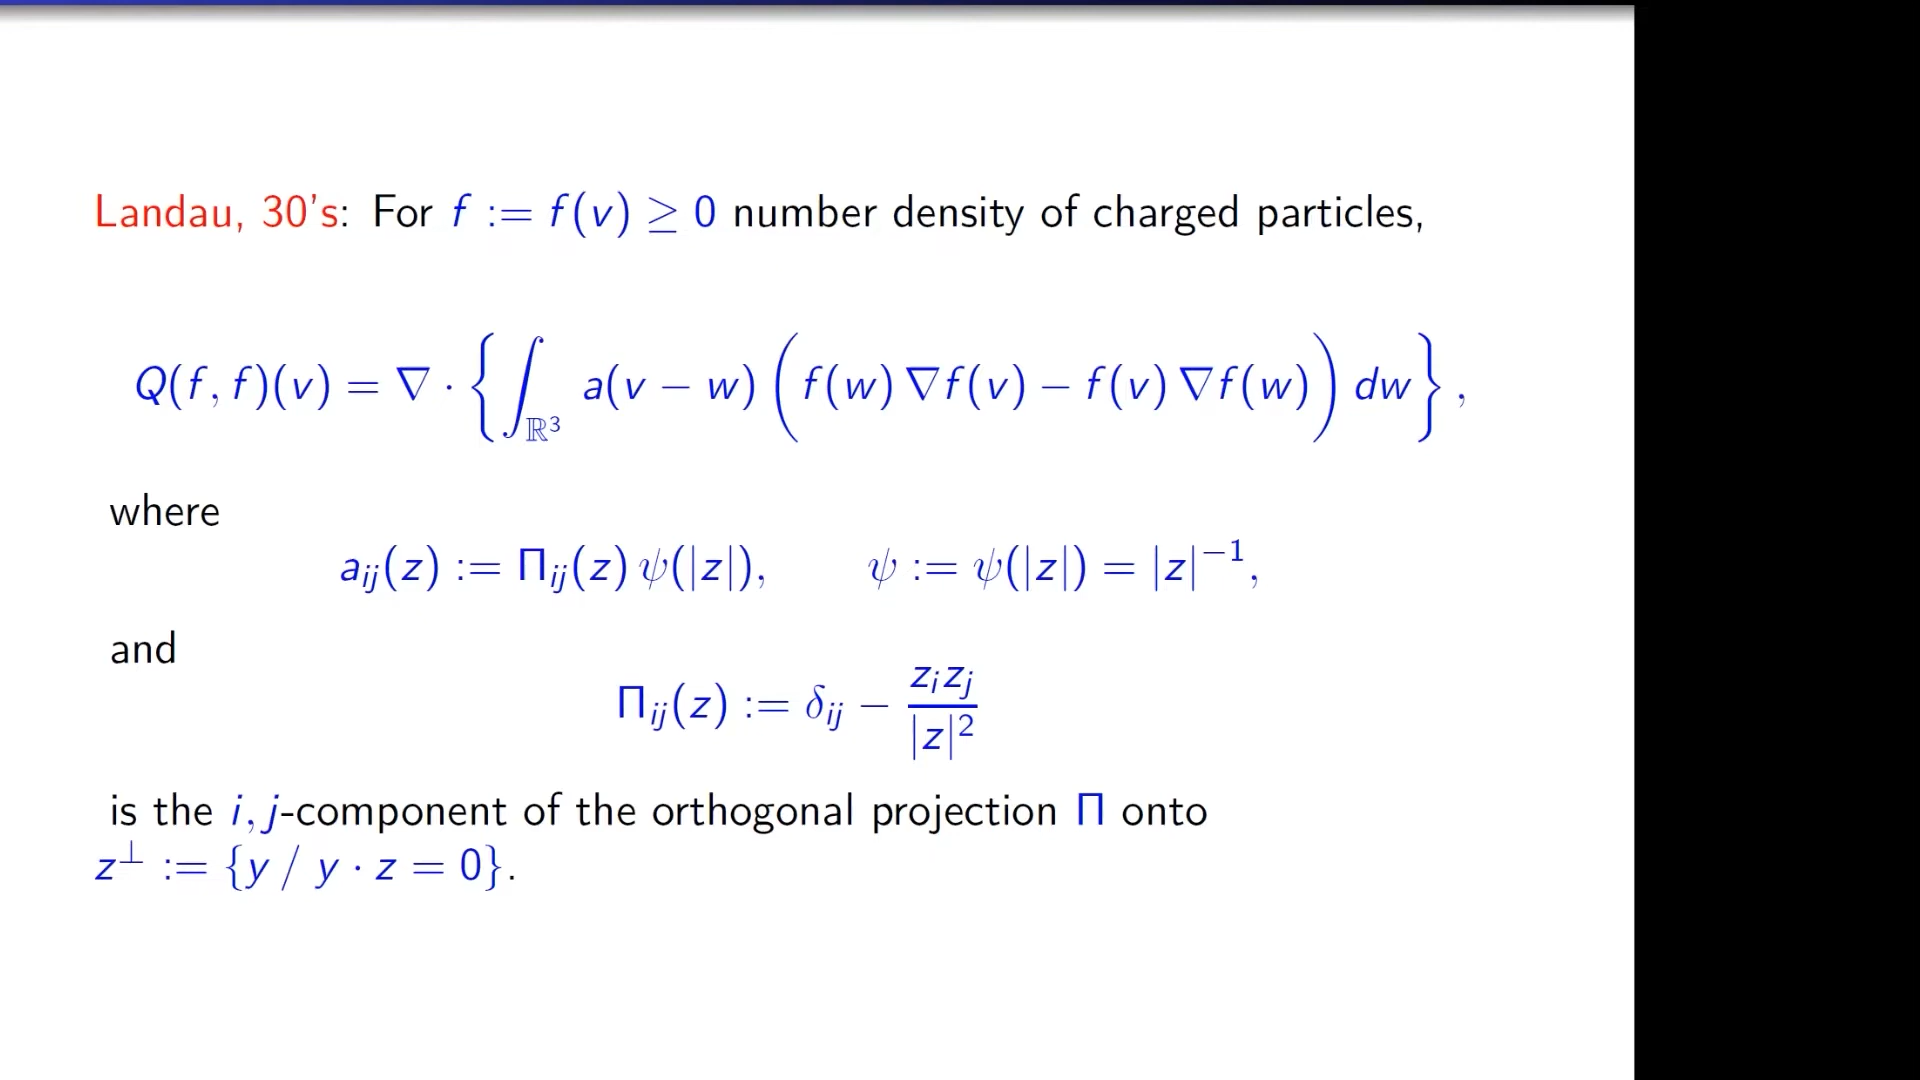 Landau, 30's: For f := f(v) ≥ 0 number density of charged particles,
Q(f, f)(v) = ∇ · { ∫_{ℝ³} a(v − w) ( f(w) ∇f(v) − f(v) ∇f(w) ) dw } ,
where
a_{ij}(z) := Π_{ij}(z) ψ(|z|), ψ := ψ(|z|) = |z|^{−1},
and
Π_{ij}(z) := δ_{ij} − \frac{z_i z_j}{|z|^2}
is the i, j-component of the orthogonal projection Π onto
z^⊥ := {y / y · z = 0}.